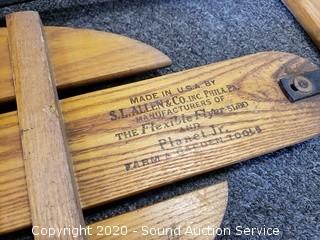 MADE IN U.S.A BY
S.L. ALLEN & CO. INC. PHILA. PA.
MANUFACTURERS OF
THE Flexible Flyer SLED
AND
Planet Jr.
FARM & GARDEN TOOLS
Copyright © 2020 - Sound Auction Service